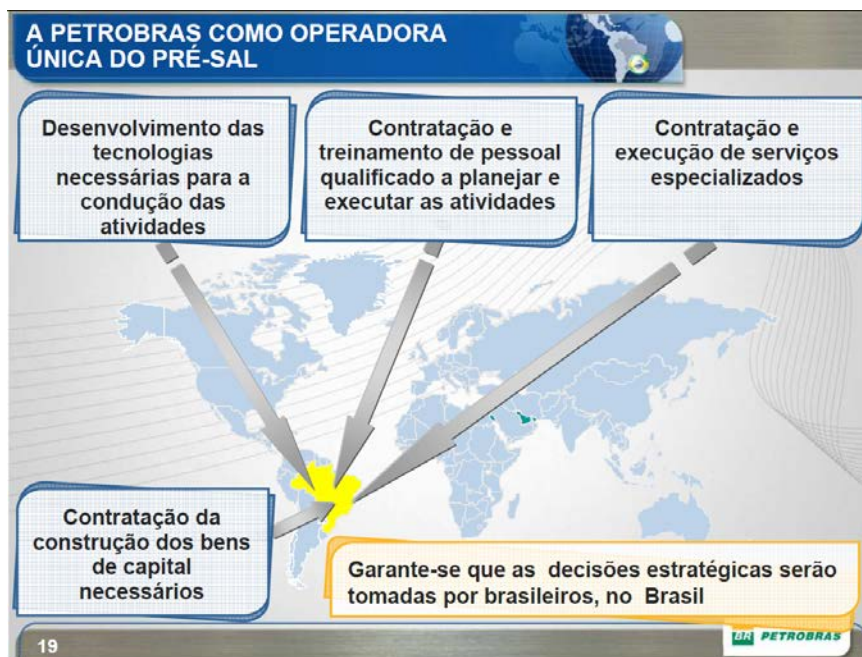 A PETROBRAS COMO OPERADORA
ÚNICA DO PRÉ-SAL
Desenvolvimento das
tecnologias
necessárias para a
condução das
atividades
Contratação e
treinamento de pessoal
qualificado a planejar e
executar as atividades
Contratação e
execução de serviços
especializados
Contratação da
construção dos bens
de capital
necessários
Garante-se que as decisões estratégicas serão
tomadas por brasileiros, no Brasil
19
BR PETROBRAS